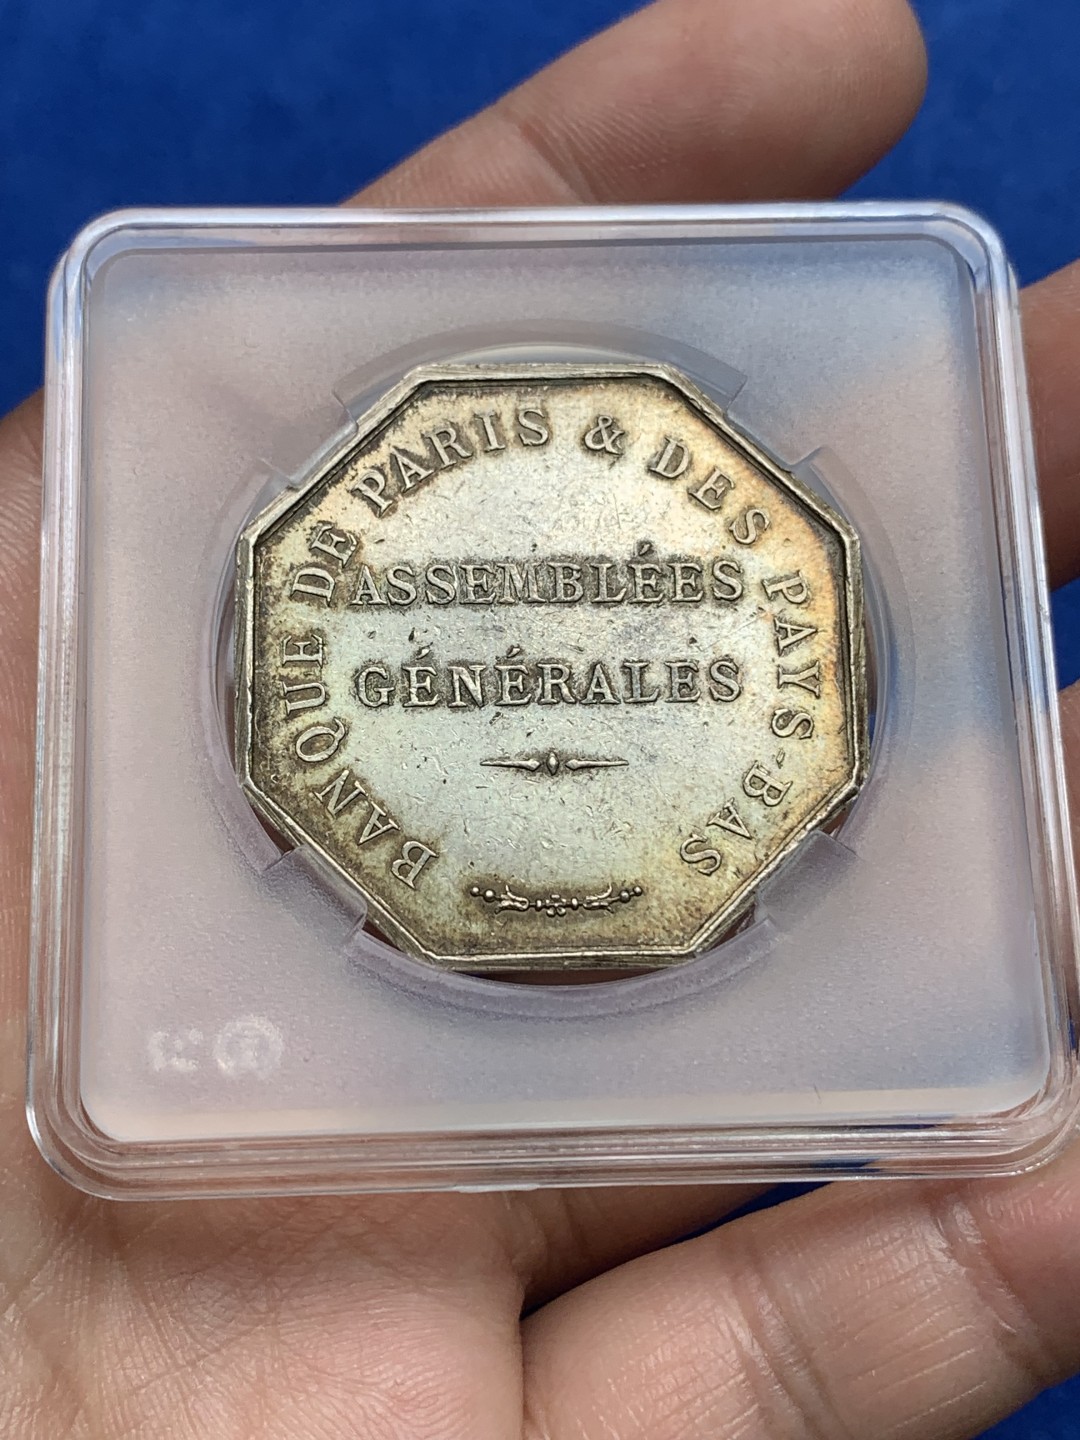 BANQUE DE PARIS & DES PAYS-BAS
ASSEMBLÉES
GÉNÉRALES